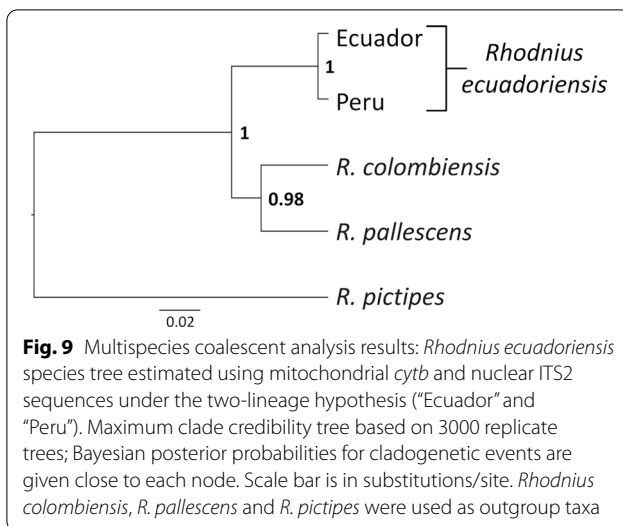 Ecuador
Rhodnius
ecuadoriensis
1
Peru
1
R. colombiensis
0.98
R. pallescens
R. pictipes
0.02
Fig. 9 Multispecies coalescent analysis results: Rhodnius ecuadoriensis
species tree estimated using mitochondrial cytb and nuclear ITS2
sequences under the two-lineage hypothesis (“Ecuador” and
“Peru”). Maximum clade credibility tree based on 3000 replicate
trees; Bayesian posterior probabilities for cladogenetic events are
given close to each node. Scale bar is in substitutions/site. Rhodnius
colombiensis, R. pallescens and R. pictipes were used as outgroup taxa